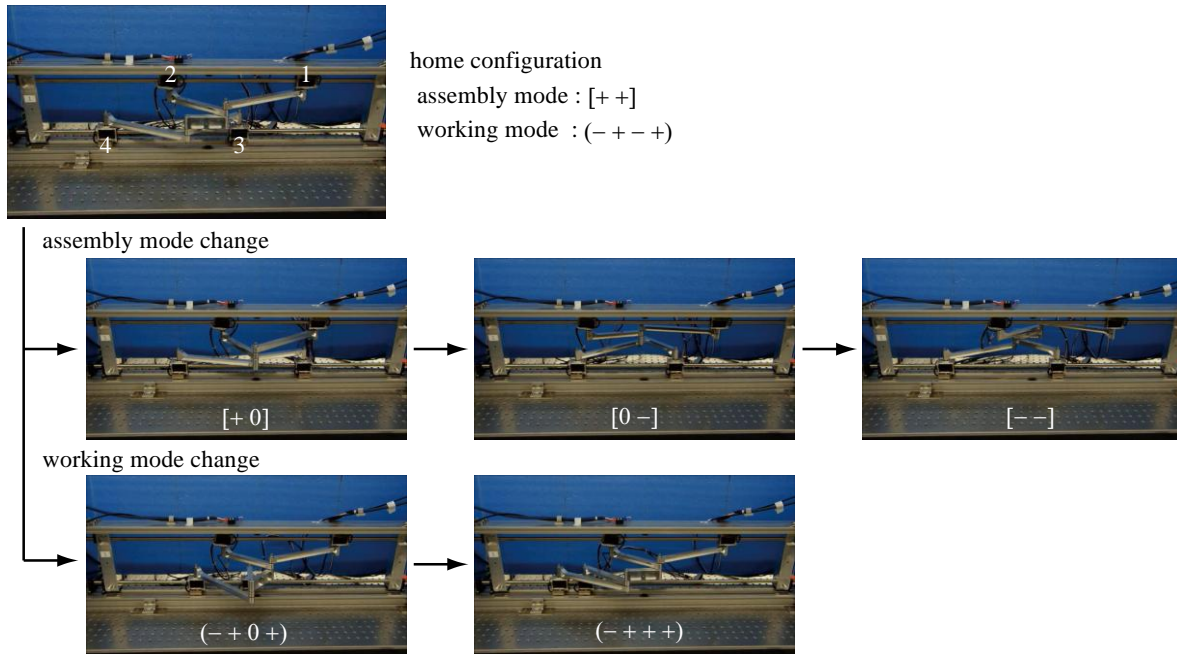 2 1
4 3
home configuration
assembly mode : [+ +]
working mode : (− + − +)
assembly mode change
[+ 0]
[0 −]
[− −]
working mode change
(− + 0 +)
(− + + +)